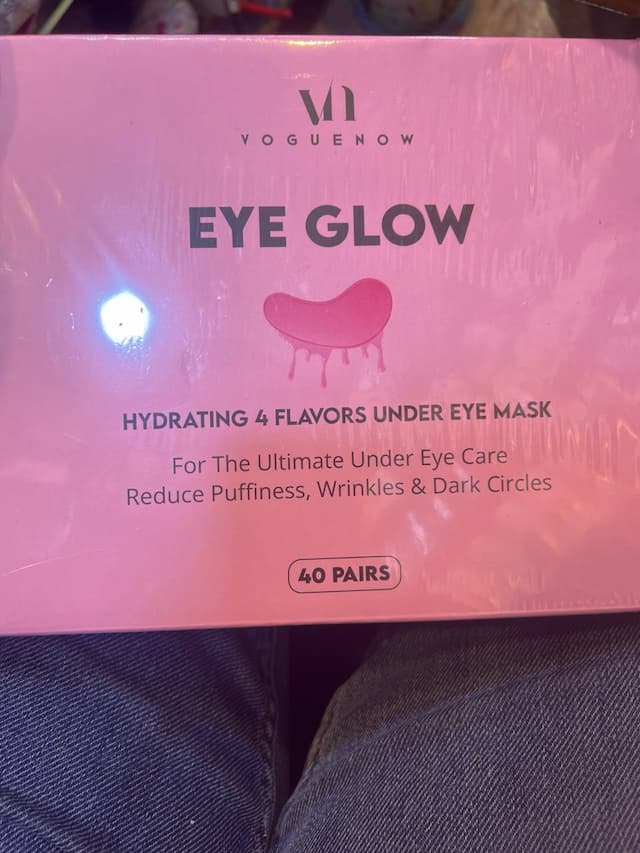 VN
VOGUENOW
EYE GLOW
HYDRATING 4 FLAVORS UNDER EYE MASK
For The Ultimate Under Eye Care
Reduce Puffiness, Wrinkles & Dark Circles
40 PAIRS